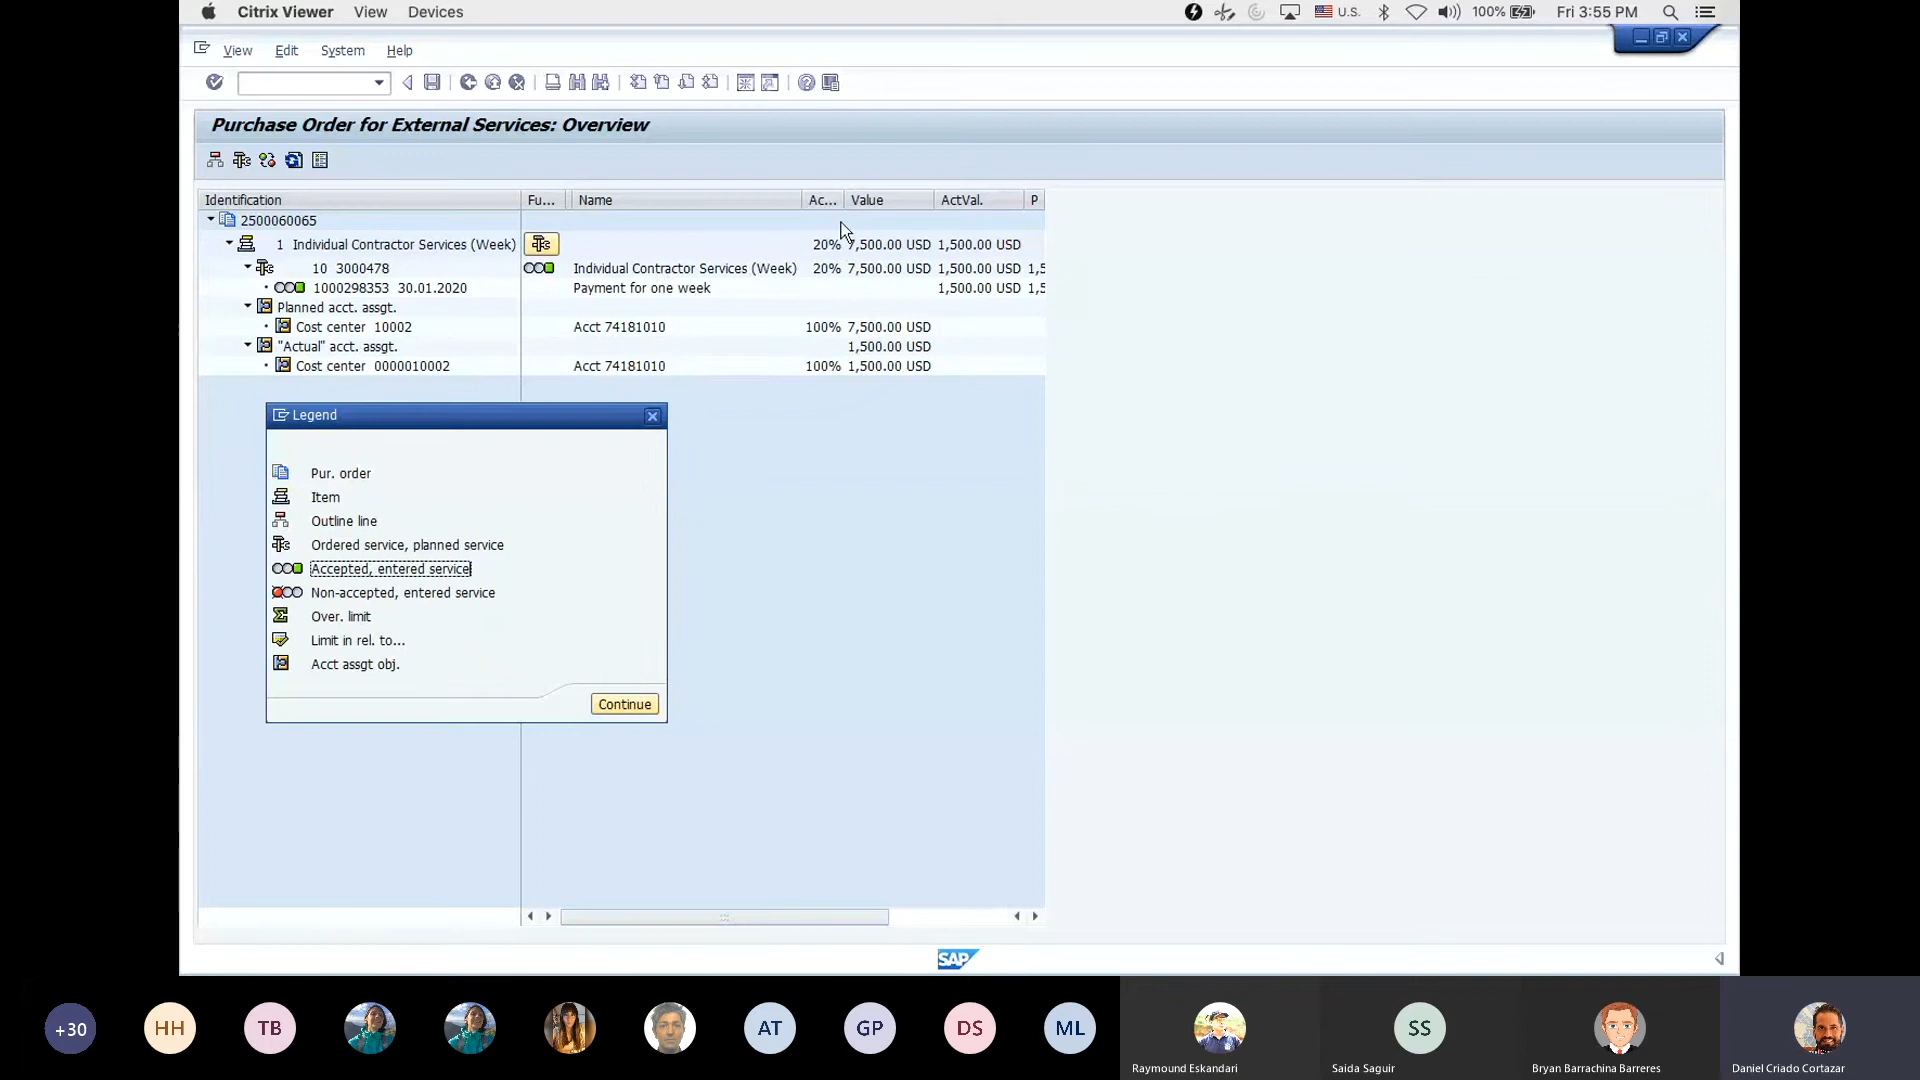 Citrix Viewer View Devices U.S. 100% Fri 3:55 PM
View Edit System Help
Purchase Order for External Services: Overview
Identification Fu... Name Ac... Value ActVal. P
2500060065
1 Individual Contractor Services (Week) 20% 7,500.00 USD 1,500.00 USD
10 3000478 Individual Contractor Services (Week) 20% 7,500.00 USD 1,500.00 USD 1,5
1000298353 30.01.2020 Payment for one week 1,500.00 USD 1,5
Planned acct. assgt.
Cost center 10002 Acct 74181010 100% 7,500.00 USD
"Actual" acct. assgt. 1,500.00 USD
Cost center 0000010002 Acct 74181010 100% 1,500.00 USD
Legend
Pur. order
Item
Outline line
Ordered service, planned service
Accepted, entered service
Non-accepted, entered service
Over. limit
Limit in rel. to...
Acct assgt obj.
Continue
SAP
+30 HH TB AT GP DS ML SS
Raymound Eskandari Saida Saguir Bryan Barrachina Barreres Daniel Criado Cortazar